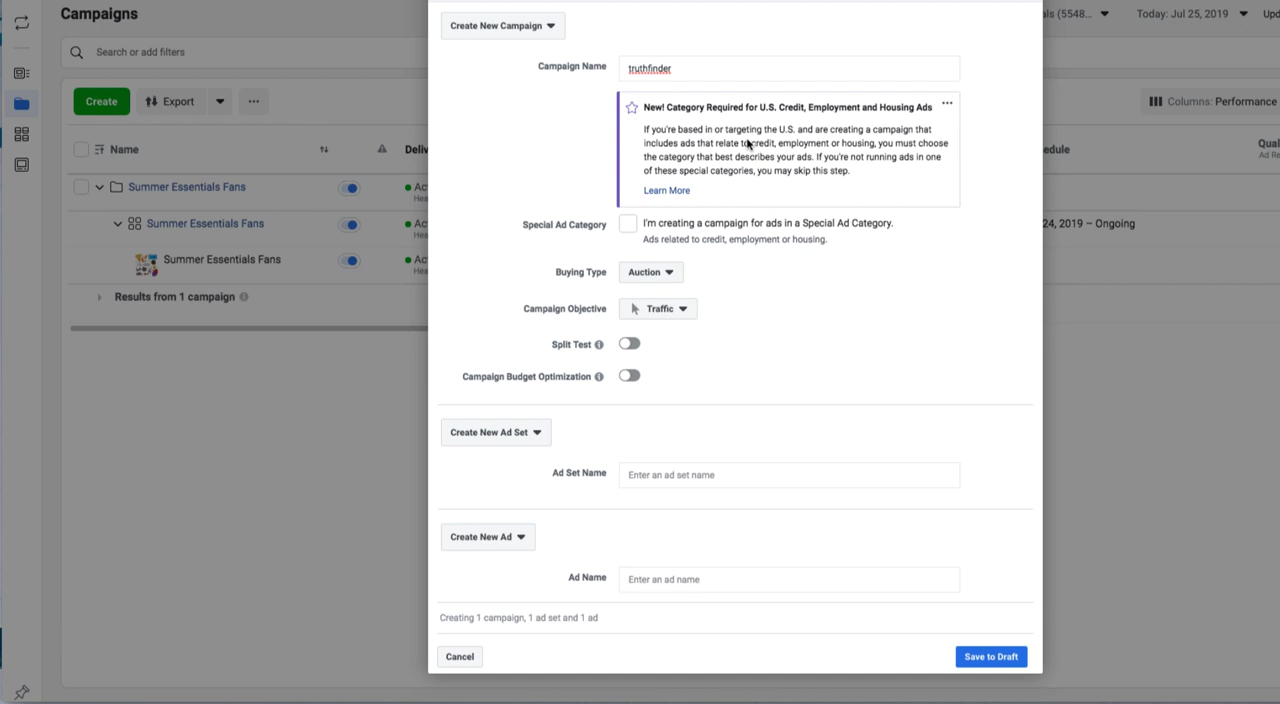 Campaigns
als (5548...
Today: Jul 25, 2019
Search or add filters
Create
Export
Columns: Performance
Name
Deliv
edule
Qual
Ad Re
Summer Essentials Fans
Act
Hea
Summer Essentials Fans
Act
Hea
24, 2019 – Ongoing
Summer Essentials Fans
Act
Hea
Results from 1 campaign
Create New Campaign
Campaign Name
truthfinder
New! Category Required for U.S. Credit, Employment and Housing Ads
If you're based in or targeting the U.S. and are creating a campaign that
includes ads that relate to credit, employment or housing, you must choose
the category that best describes your ads. If you're not running ads in one
of these special categories, you may skip this step.
Learn More
Special Ad Category
I'm creating a campaign for ads in a Special Ad Category.
Ads related to credit, employment or housing.
Buying Type
Auction
Campaign Objective
Traffic
Split Test
Campaign Budget Optimization
Create New Ad Set
Ad Set Name
Enter an ad set name
Create New Ad
Ad Name
Enter an ad name
Creating 1 campaign, 1 ad set and 1 ad
Cancel
Save to Draft